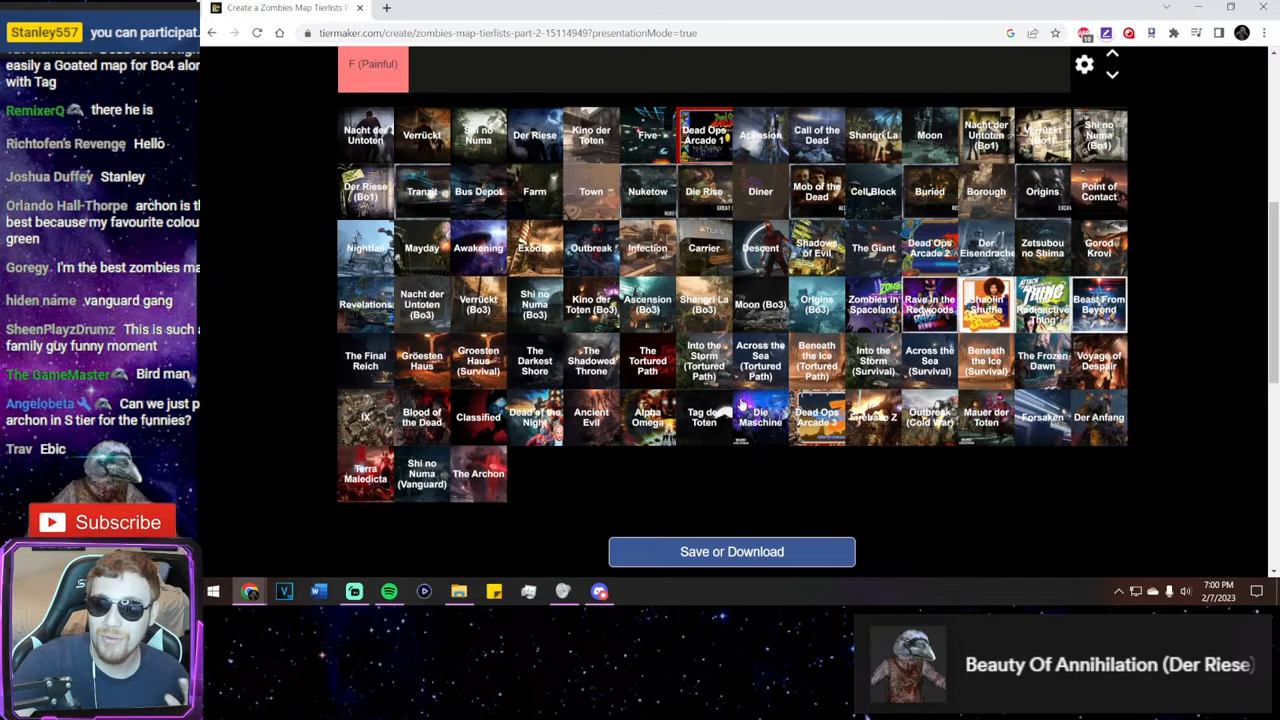 Stanley557 you can participat
easily a Goated map for Bo4 alon
with Tag
RemixerQ there he is
Richtofen's Revenge Hello
Joshua Duffey Stanley
Orlando Hall-Thorpe archon is t
best because my favourite colou
green
Goregy I'm the best zombies ma
hiden name vanguard gang
SheenPlayzDrumz This is such
family guy funny moment
The GameMaster Bird man
Angelobeta Can we just p
archon in S tier for the funnies?
Trav Ebic
Subscribe
Create a Zombies Map Tierlists P
tiermaker.com/create/zombies-map-tierlists-part-2-15114949?presentationMode=true
F (Painful)
Nacht der Untoten
Verrückt
Shi no Numa
Der Riese
Kino der Toten
Five
Dead Ops Arcade 1
Ascension
Call of the Dead
Shangri La
Moon
Nacht der Untoten (Bo1)
Verrückt (Bo1)
Shi no Numa (Bo1)
Der Riese (Bo1)
Tranzit
Bus Depot
Farm
Town
Nuketow
Die Rise
Diner
Mob of the Dead
Cell Block
Buried
Borough
Origins
Point of Contact
Nightfall
Mayday
Awakening
Exodus
Outbreak
Infection
Carrier
Descent
Shadows of Evil
The Giant
Dead Ops Arcade 2
Der Eisendrache
Zetsubou no Shima
Gorod Krovi
Revelations
Nacht der Untoten (Bo3)
Verrückt (Bo3)
Shi no Numa (Bo3)
Kino der Toten (Bo3)
Ascension (Bo3)
Shangri La (Bo3)
Moon (Bo3)
Origins (Bo3)
Zombies in Spaceland
Rave in the Redwoods
Shaolin Shuffle
Radioactive Thing
Beast From Beyond
The Final Reich
Gröesten Haus
Groesten Haus (Survival)
The Darkest Shore
The Shadowed Throne
The Tortured Path
Into the Storm (Tortured Path)
Across the Sea (Tortured Path)
Beneath the Ice (Tortured Path)
Into the Storm (Survival)
Across the Sea (Survival)
Beneath the Ice (Survival)
The Frozen Dawn
Voyage of Despair
IX
Blood of the Dead
Classified
Dead of the Night
Ancient Evil
Alpha Omega
Tag der Toten
Die Maschine
Dead Ops Arcade 3
Firebase Z
Outbreak (Cold War)
Mauer der Toten
Forsaken
Der Anfang
Terra Maledicta
Shi no Numa (Vanguard)
The Archon
Save or Download
7:00 PM
2/7/2023
Beauty Of Annihilation (Der Riese)